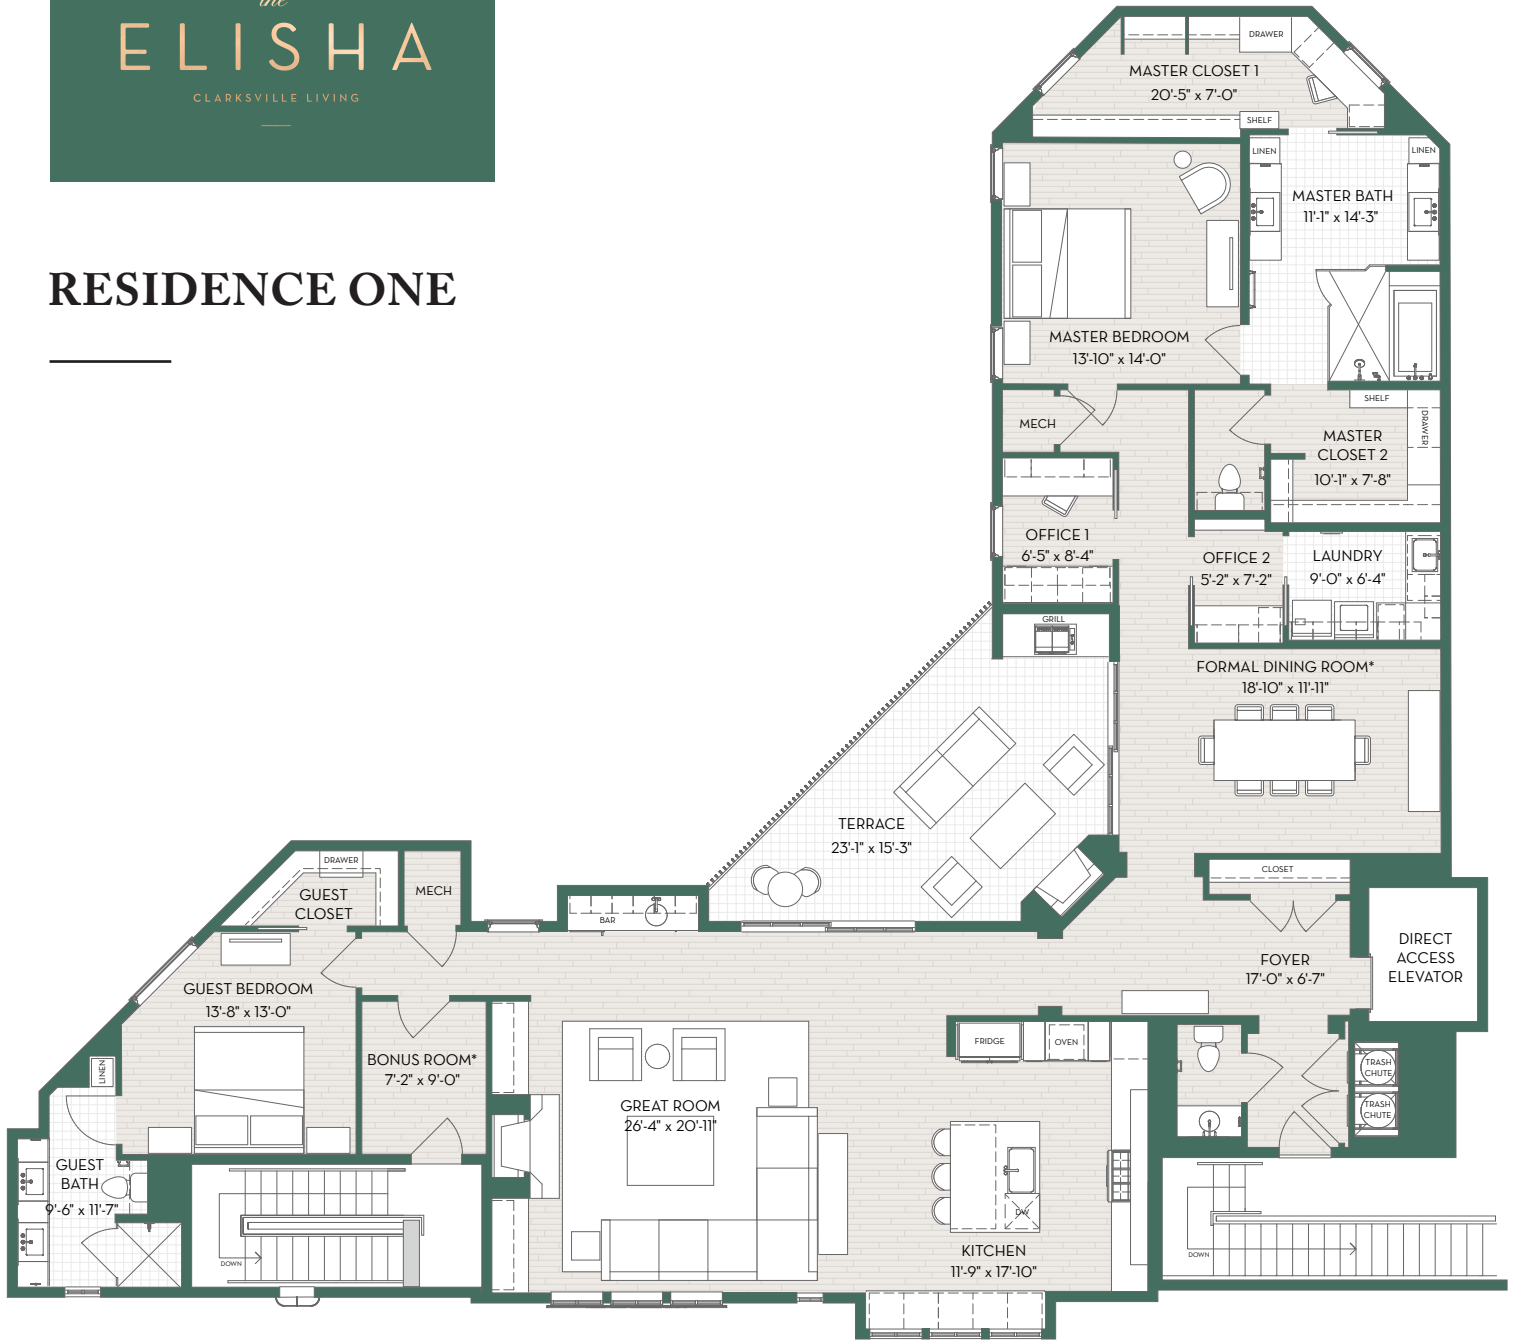 the
ELISHA
CLARKSVILLE LIVING
RESIDENCE ONE
DRAWER
MASTER CLOSET 1
20'-5" x 7'-0"
SHELF
LINEN
LINEN
MASTER BATH
11'-1" x 14'-3"
MASTER BEDROOM
13'-10" x 14'-0"
MECH
SHELF
DRAWER
MASTER
CLOSET 2
10'-1" x 7'-8"
OFFICE 1
6'-5" x 8'-4"
OFFICE 2
5'-2" x 7'-2"
LAUNDRY
9'-0" x 6'-4"
GRILL
FORMAL DINING ROOM*
18'-10" x 11'-11"
TERRACE
23'-1" x 15'-3"
DRAWER
GUEST
CLOSET
MECH
BAR
CLOSET
FOYER
17'-0" x 6'-7"
DIRECT
ACCESS
ELEVATOR
GUEST BEDROOM
13'-8" x 13'-0"
LINEN
BONUS ROOM*
7'-2" x 9'-0"
FRIDGE
OVEN
TRASH
CHUTE
TRASH
CHUTE
GREAT ROOM
26'-4" x 20'-11"
GUEST
BATH
9'-6" x 11'-7"
DW
KITCHEN
11'-9" x 17'-10"
DOWN
DOWN